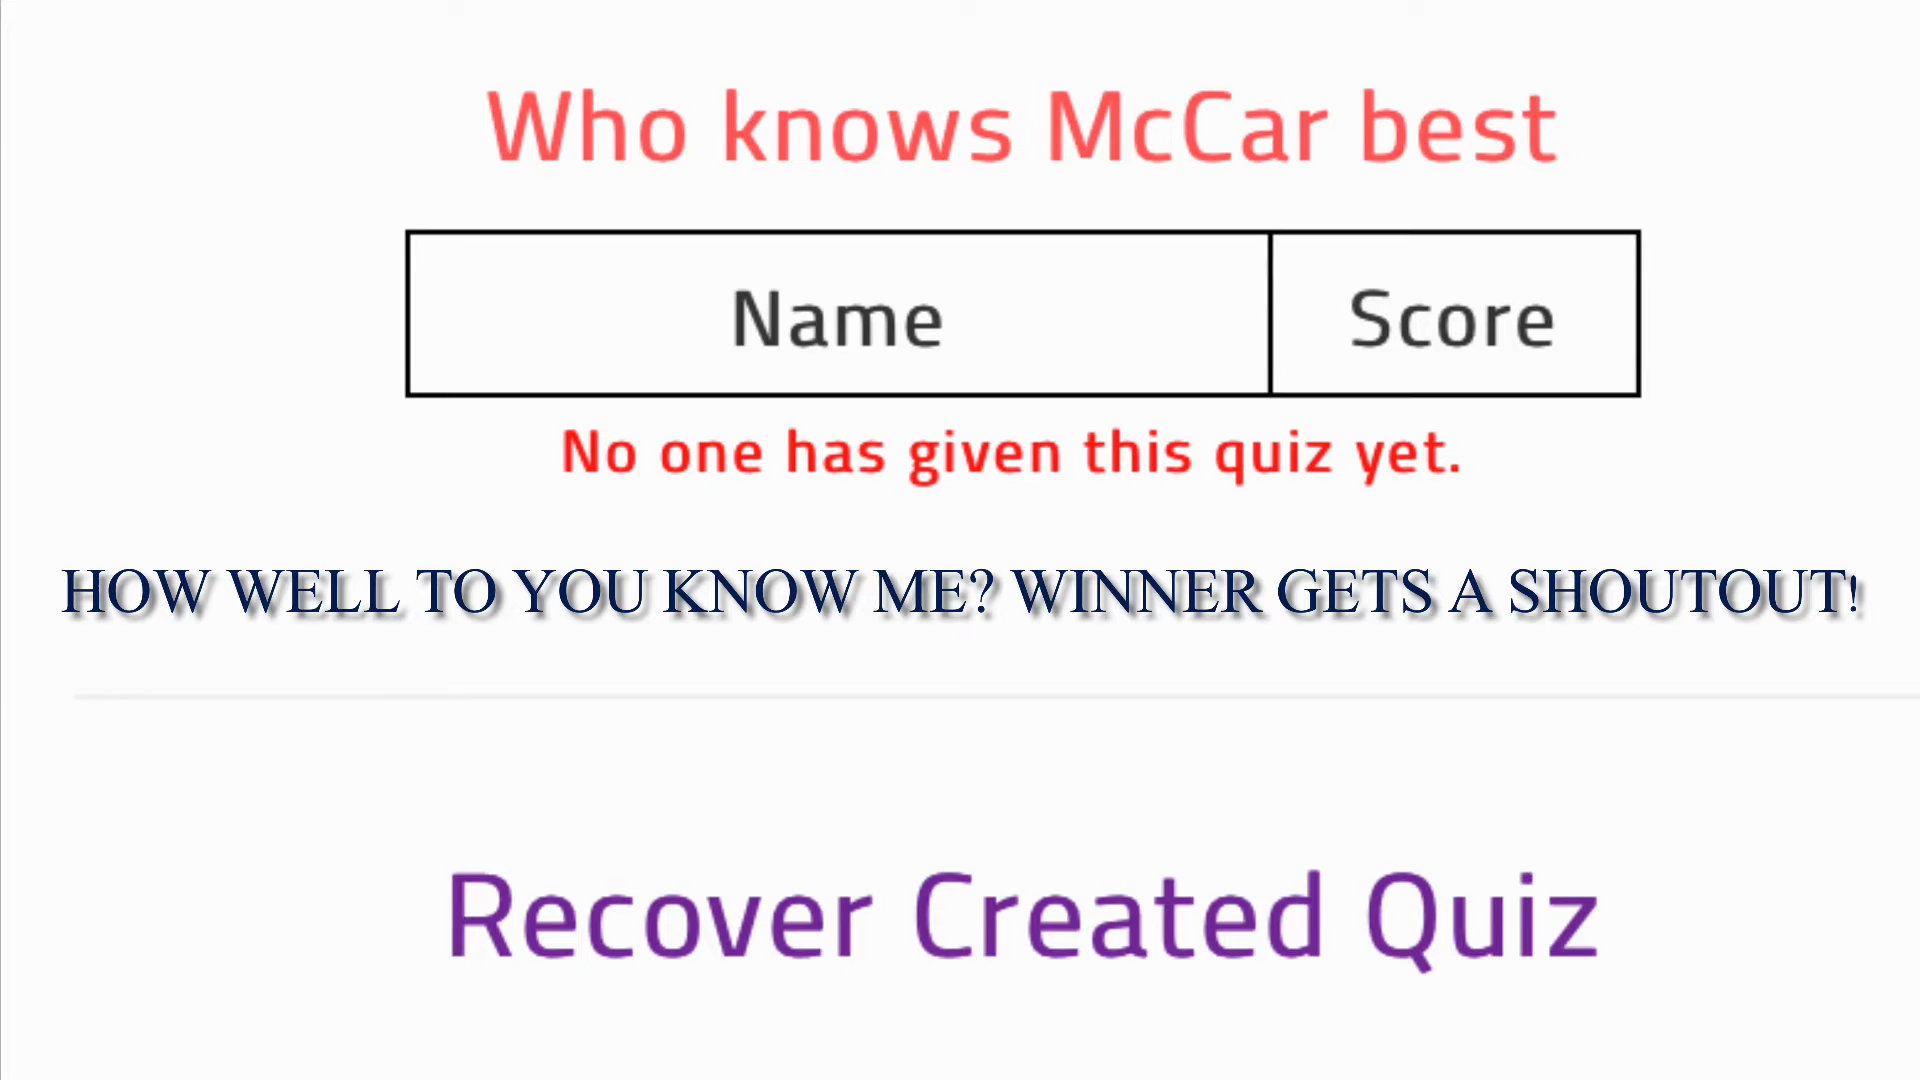 Who knows McCar best
Name Score
No one has given this quiz yet.
HOW WELL TO YOU KNOW ME? WINNER GETS A SHOUTOUT!
Recover Created Quiz